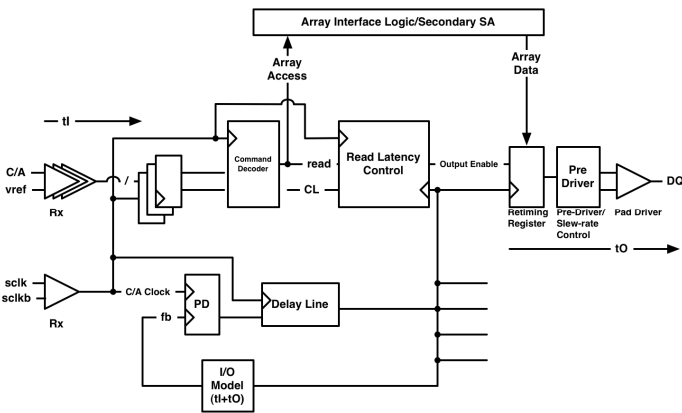 Array Interface Logic/Secondary SA
Array
Access
Array
Data
tI
C/A
vref
Rx
/
Command
Decoder
read
CL
Read Latency
Control
Output Enable
Retiming
Register
Pre
Driver
Pre-Driver/
Slew-rate
Control
DQ
Pad Driver
tO
sclk
sclkb
Rx
C/A Clock
fb
PD
Delay Line
I/O
Model
(tI+tO)